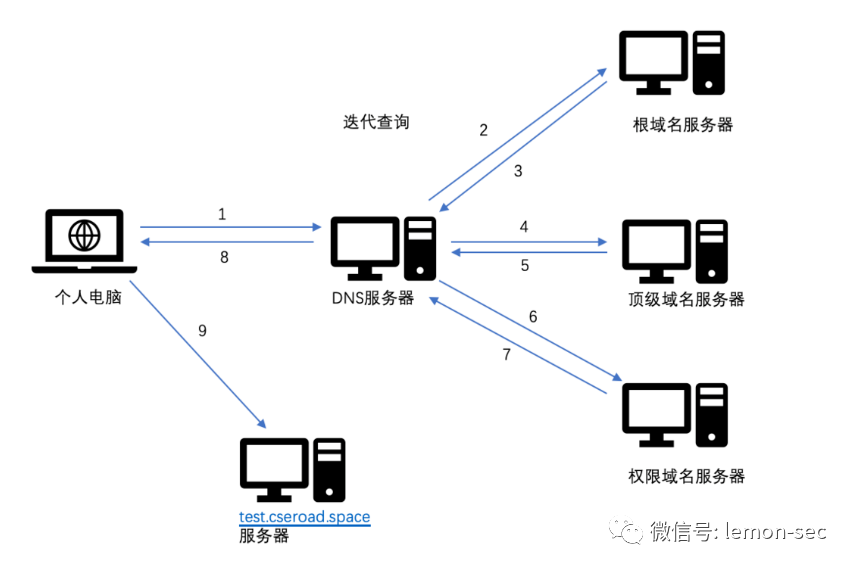 迭代查询
2
根域名服务器
3
1
4
8
5
个人电脑
DNS服务器
顶级域名服务器
6
9
7
权限域名服务器
test.cseroad.space
服务器
微信号: lemon-sec